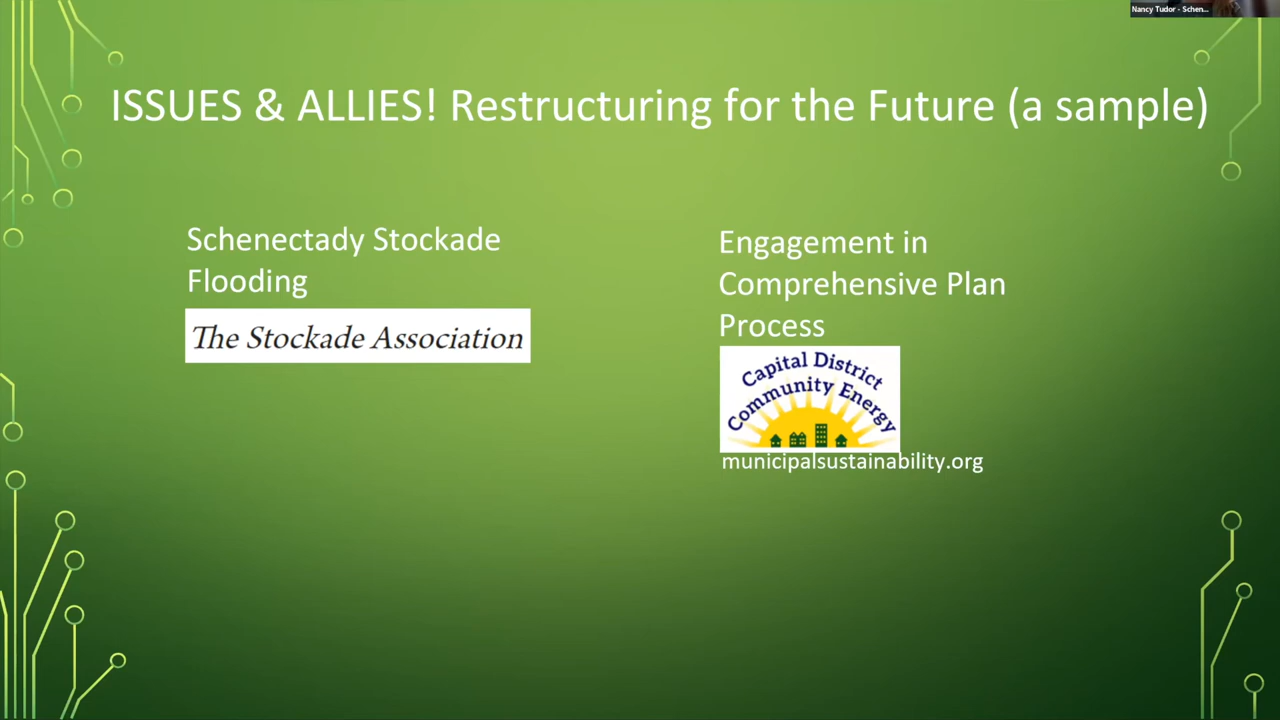 Nancy Tudor - Schen...
ISSUES & ALLIES! Restructuring for the Future (a sample)
Schenectady Stockade
Flooding
The Stockade Association
Engagement in
Comprehensive Plan
Process
Capital District
Community Energy
municipalsustainability.org